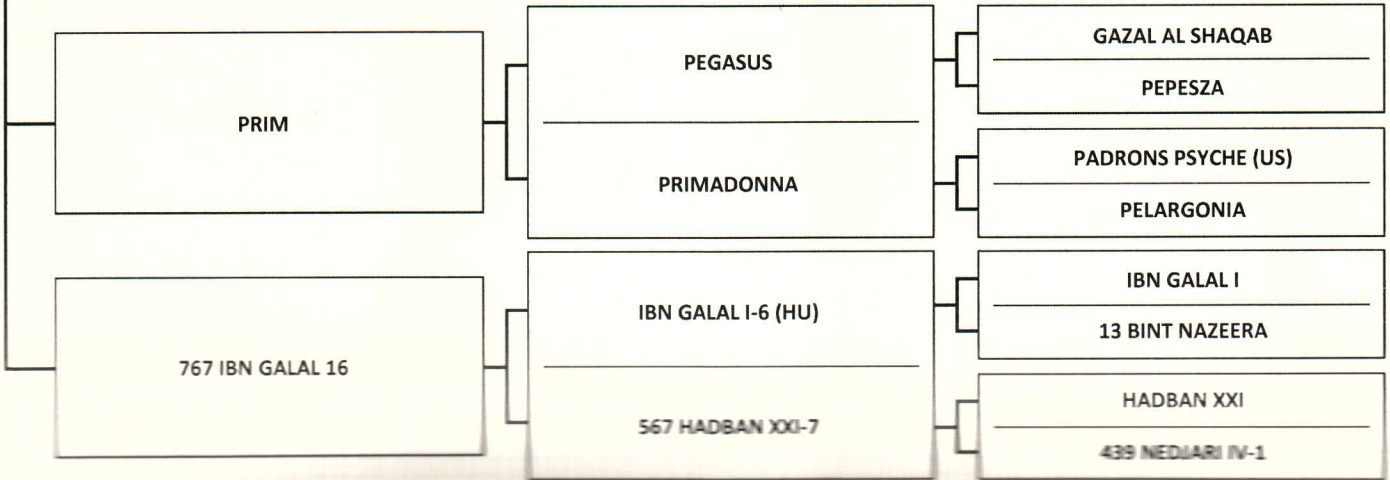 PRIM
767 IBN GALAL 16
PEGASUS
PRIMADONNA
IBN GALAL I-6 (HU)
567 HADBAN XXI-7
GAZAL AL SHAQAB
PEPESZA
PADRONS PSYCHE (US)
PELARGONIA
IBN GALAL I
13 BINT NAZEERA
HADBAN XXI
439 NEDJARI IV-1